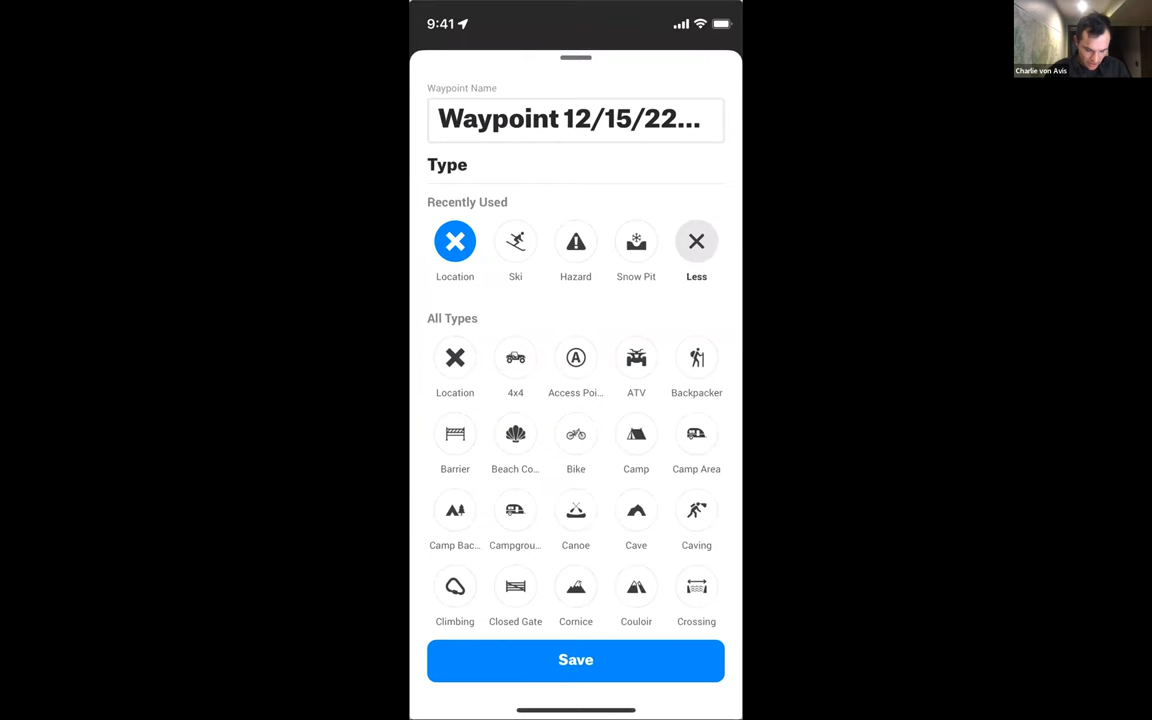 9:41
Charlie von Avis
Waypoint Name
Waypoint 12/15/22...
Type
Recently Used
Location Ski Hazard Snow Pit Less
All Types
A
Location 4x4 Access Poi... ATV Backpacker
Barrier Beach Co... Bike Camp Camp Area
Camp Bac... Campgrou... Canoe Cave Caving
Climbing Closed Gate Cornice Couloir Crossing
Save